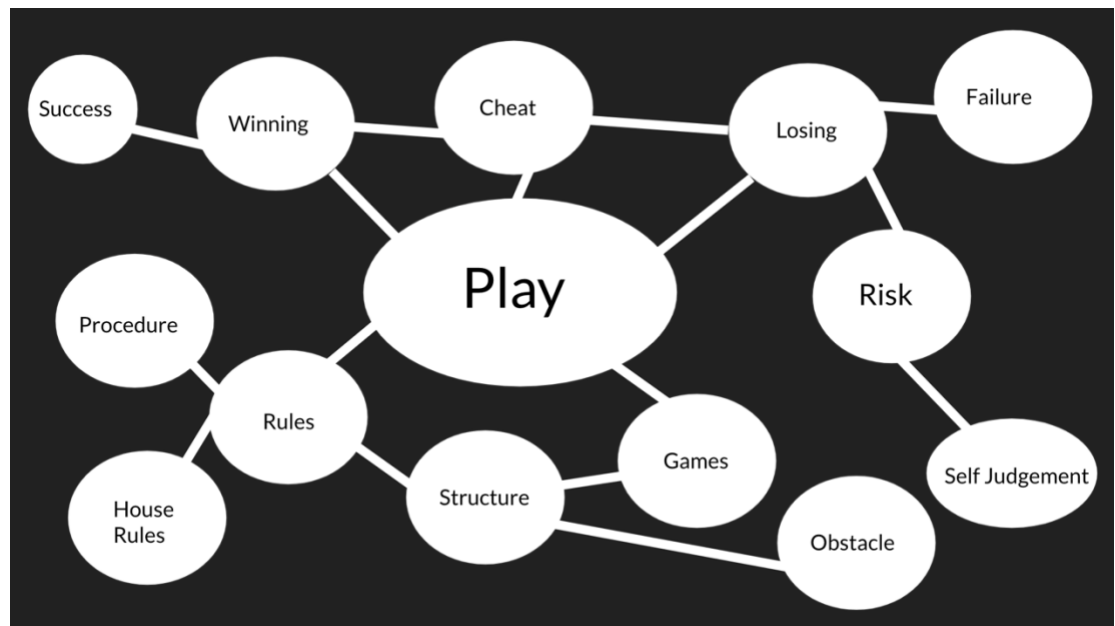 Success
Winning
Cheat
Losing
Failure
Play
Risk
Procedure
Rules
Games
Structure
Self Judgement
House
Rules
Obstacle